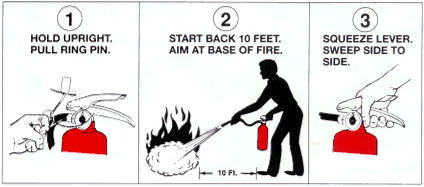 1
HOLD UPRIGHT.
PULL RING PIN.
2
START BACK 10 FEET.
AIM AT BASE OF FIRE.
10 Ft.
3
SQUEEZE LEVER.
SWEEP SIDE TO
SIDE.